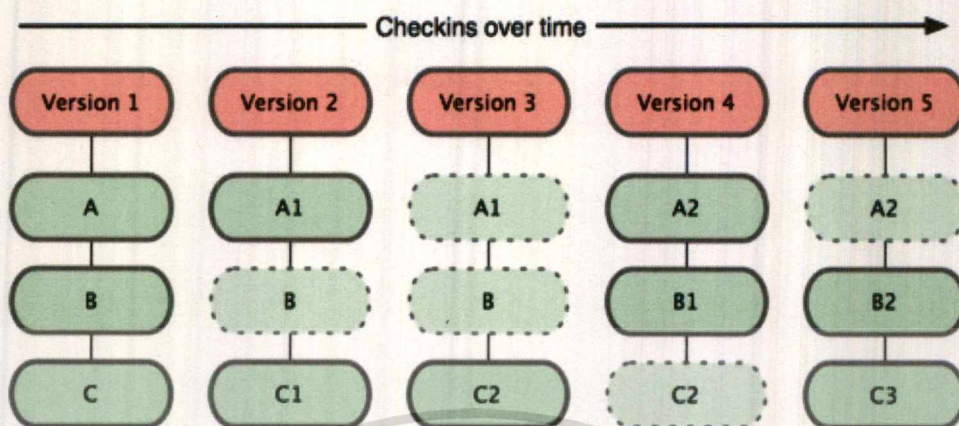 Checkins over time
Version 1 Version 2 Version 3 Version 4 Version 5
A A1 A1 A2 A2
B B B B1 B2
C C1 C2 C2 C3